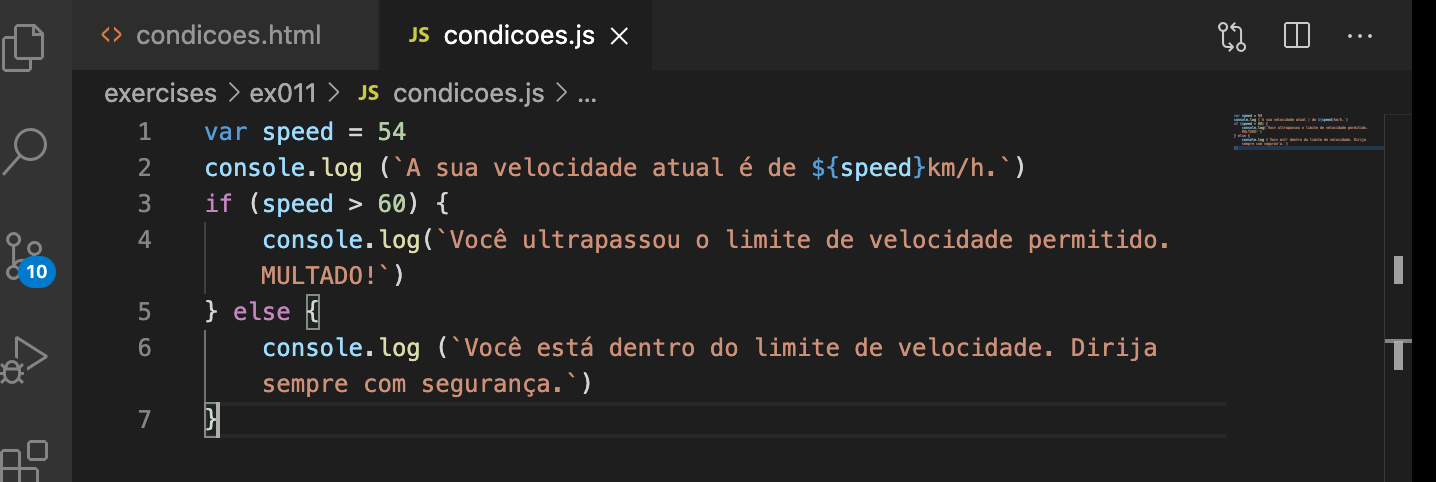 <> condicoes.html JS condicoes.js
exercises > ex011 > JS condicoes.js > ...
1 var speed = 54
2 console.log (`A sua velocidade atual é de ${speed}km/h.`)
3 if (speed > 60) {
4 console.log(`Você ultrapassou o limite de velocidade permitido.
MULTADO!`)
10
5 } else {
6 console.log (`Você está dentro do limite de velocidade. Dirija
sempre com segurança.`)
7 }